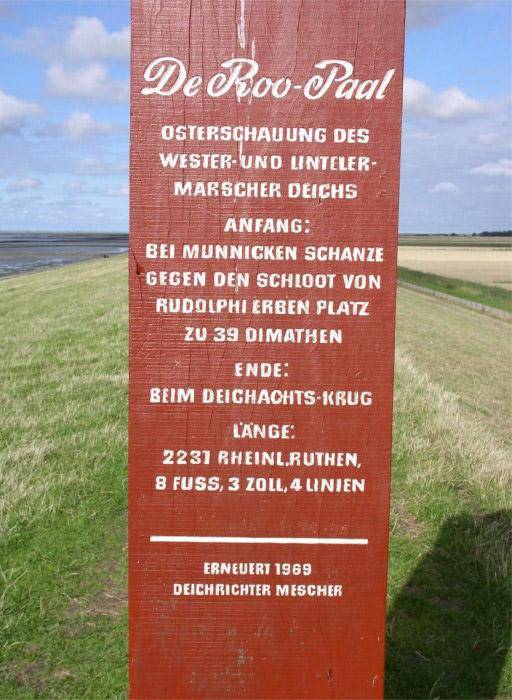 De Roo-Paal
OSTERSCHAUUNG DES
WESTER- UND LINTELER-
MARSCHER DEICHS
ANFANG:
BEI MUNNICKEN SCHANZE
GEGEN DEN SCHLOOT VON
RUDOLPHI ERBEN PLATZ
ZU 39 DIMATHEN
ENDE:
BEIM DEICHACHTS-KRUG
LÄNGE:
2237 RHEINL.RUTHEN,
8 FUSS, 3 ZOLL, 4 LINIEN
ERNEUERT 1969
DEICHRICHTER MESCHER